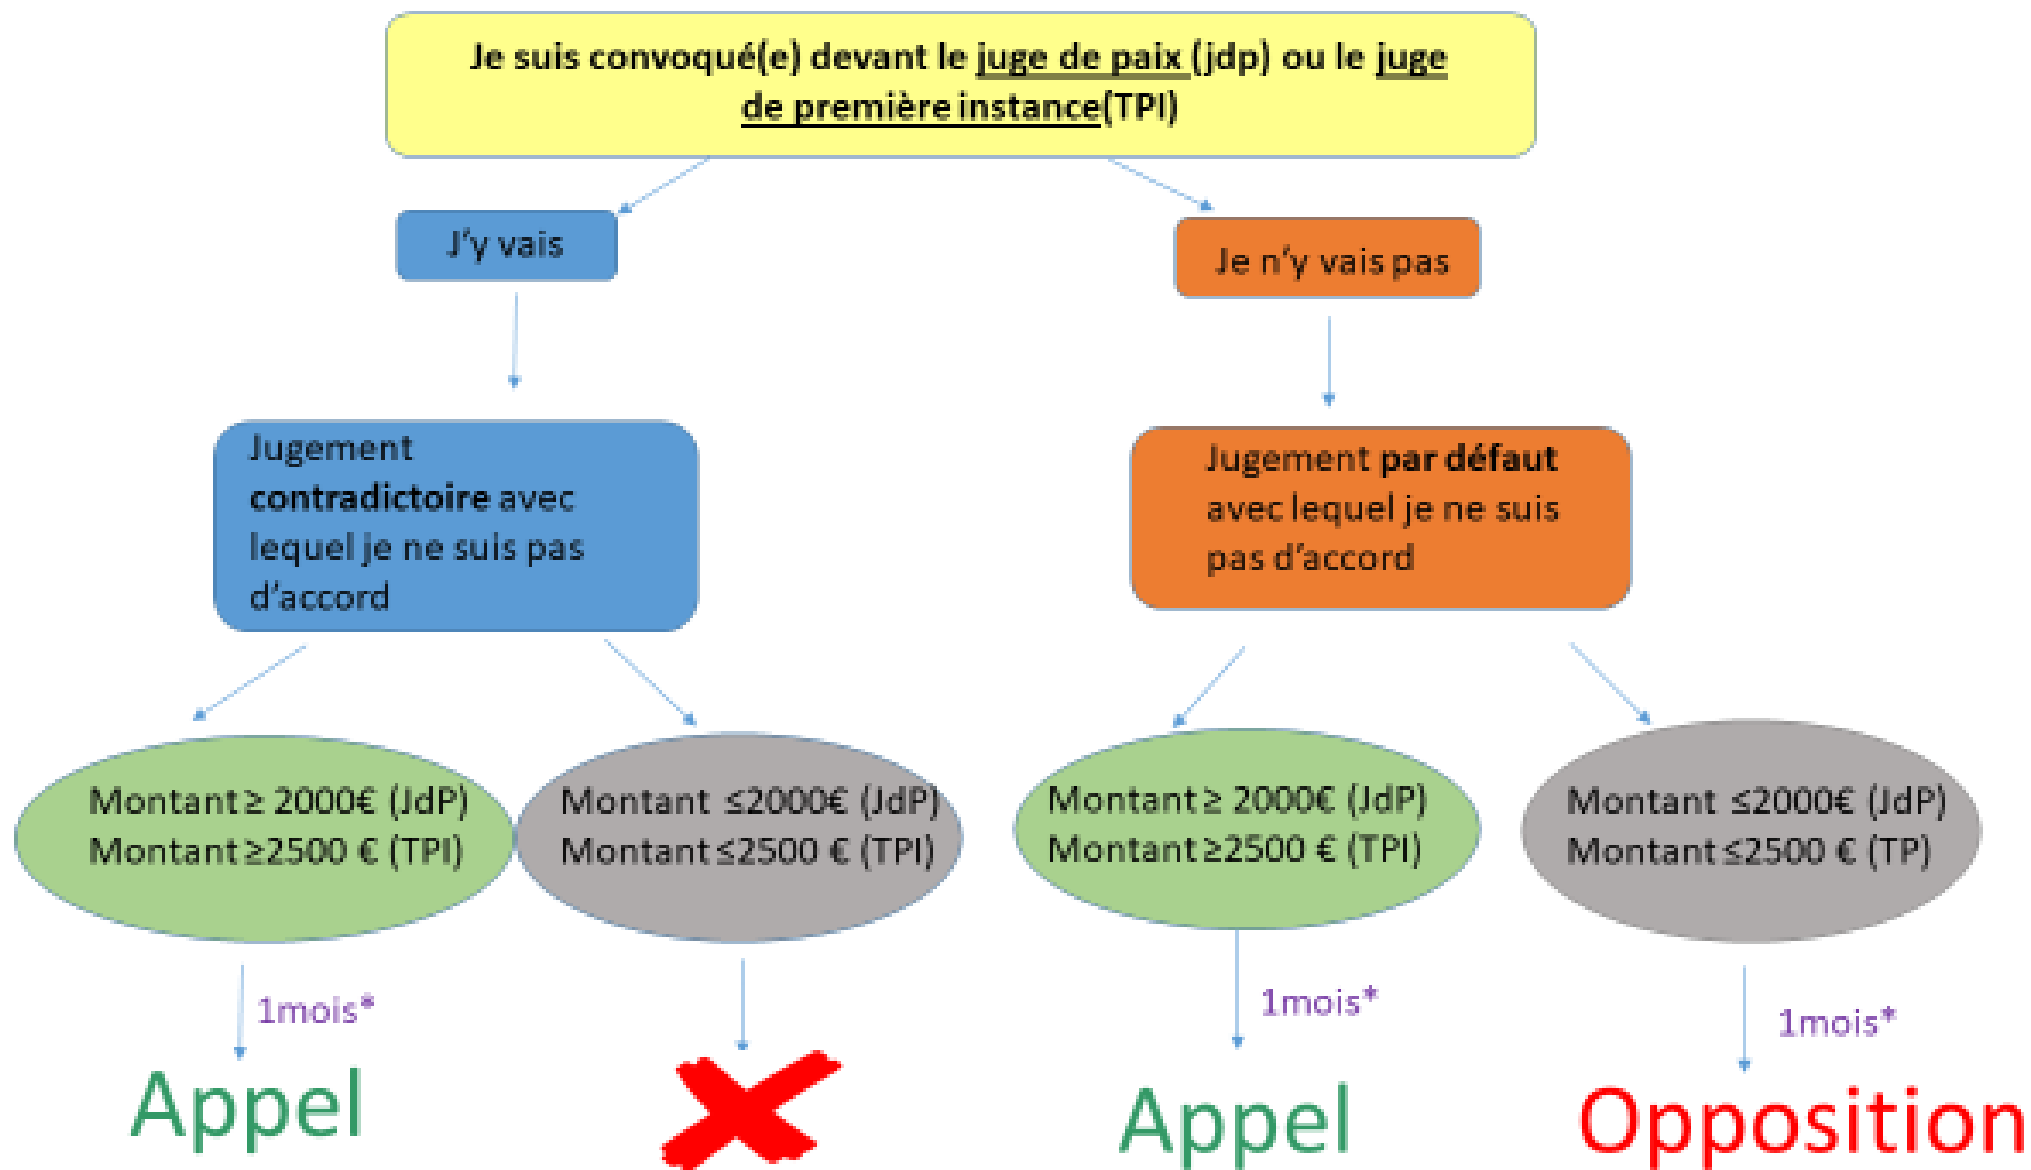 Je suis convoqué(e) devant le juge de paix (jdp) ou le juge
de première instance(TPI)
J'y vais
Je n'y vais pas
Jugement
contradictoire avec
lequel je ne suis pas
d'accord
Jugement par défaut
avec lequel je ne suis
pas d'accord
Montant ≥ 2000€ (JdP)
Montant ≥2500 € (TPI)
Montant ≤2000€ (JdP)
Montant ≤2500 € (TPI)
Montant ≥ 2000€ (JdP)
Montant ≥2500 € (TPI)
Montant ≤2000€ (JdP)
Montant ≤2500 € (TP)
1mois*
1mois*
1mois*
Appel
Appel
Opposition